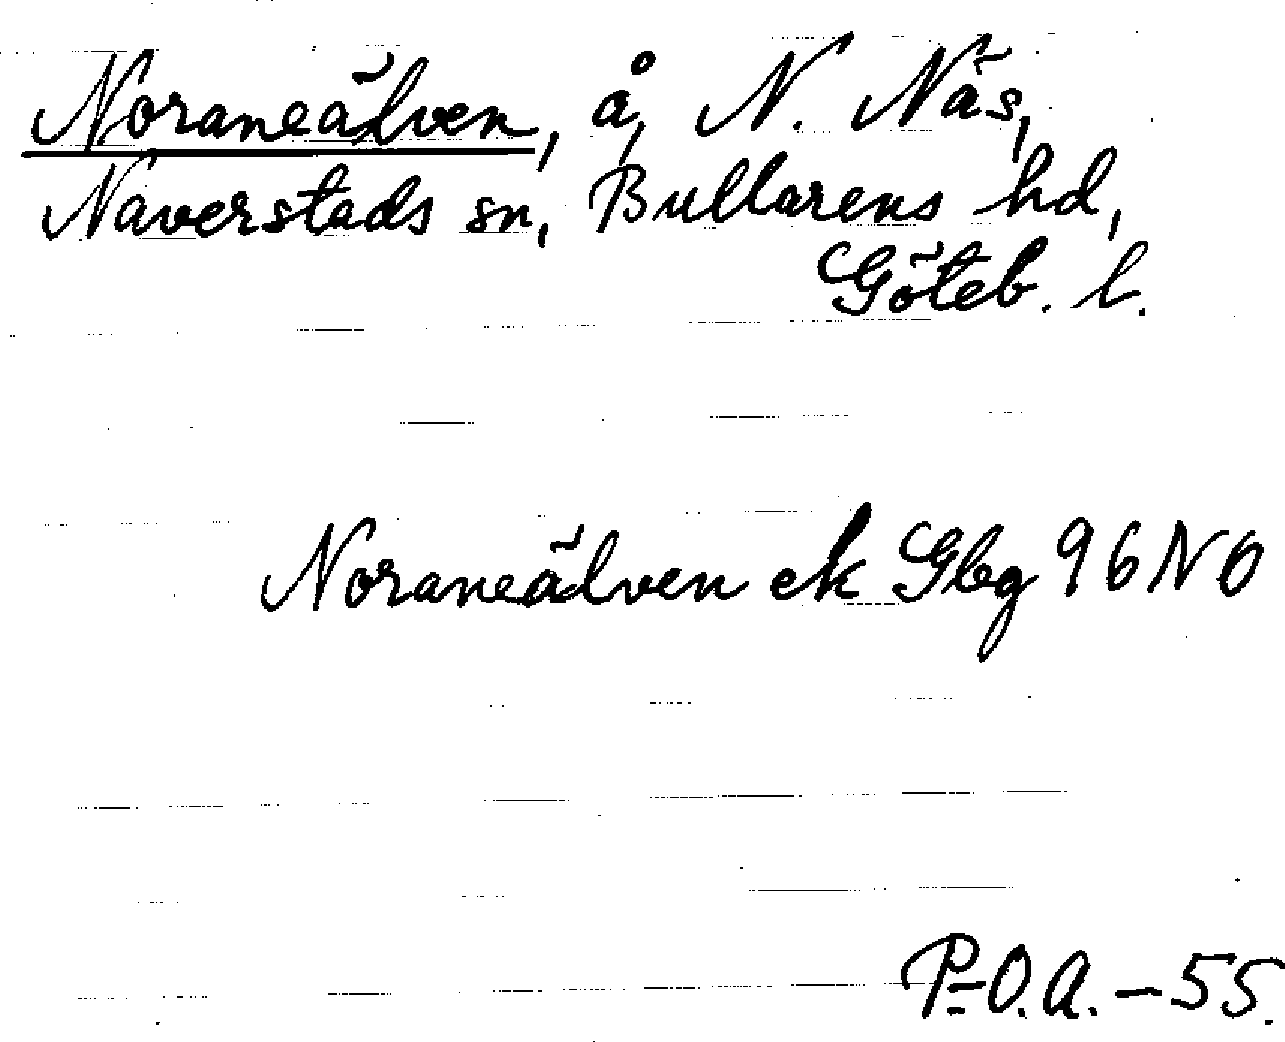 Noraneälven, å, N. Näs,
Naverstads sn, Bullarens hd,
Göteb. l.
Noraneälven ek Gbg 96 NO
P-O.A. - 55.